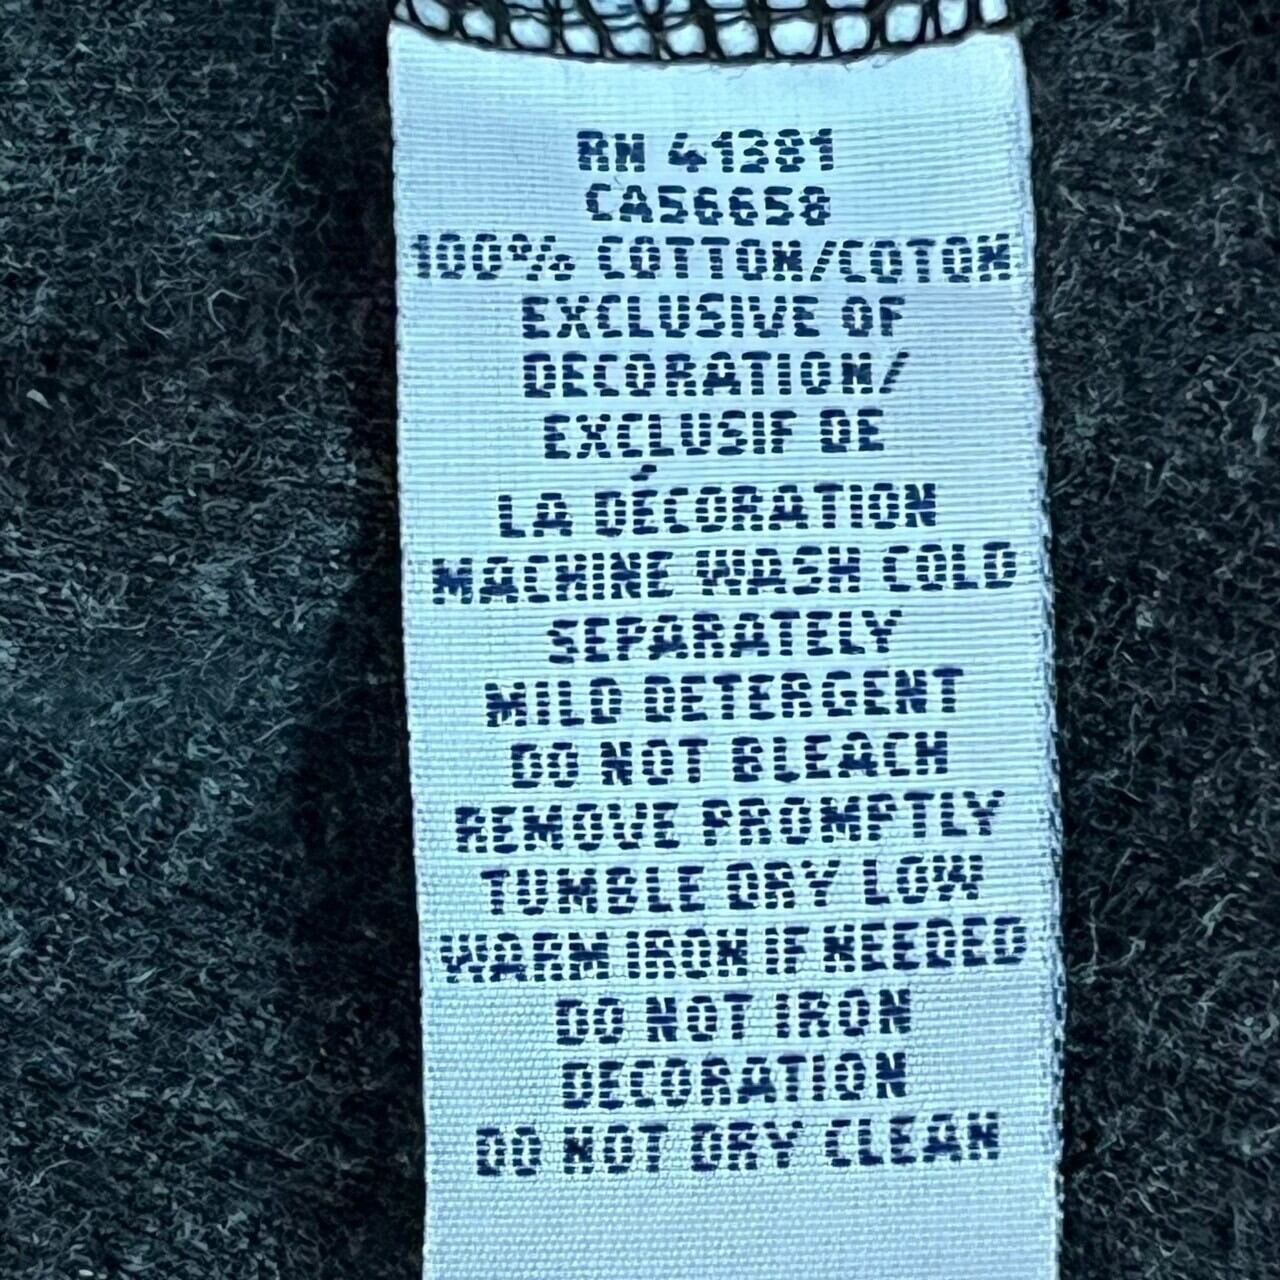 RN 41381
CA56658
100% COTTON/COTON
EXCLUSIVE OF
DECORATION/
EXCLUSIF DE
LA DÉCORATION
MACHINE WASH COLD
SEPARATELY
MILD DETERGENT
DO NOT BLEACH
REMOVE PROMPTLY
TUMBLE DRY LOW
WARM IRON IF NEEDED
DO NOT IRON
DECORATION
DO NOT DRY CLEAN